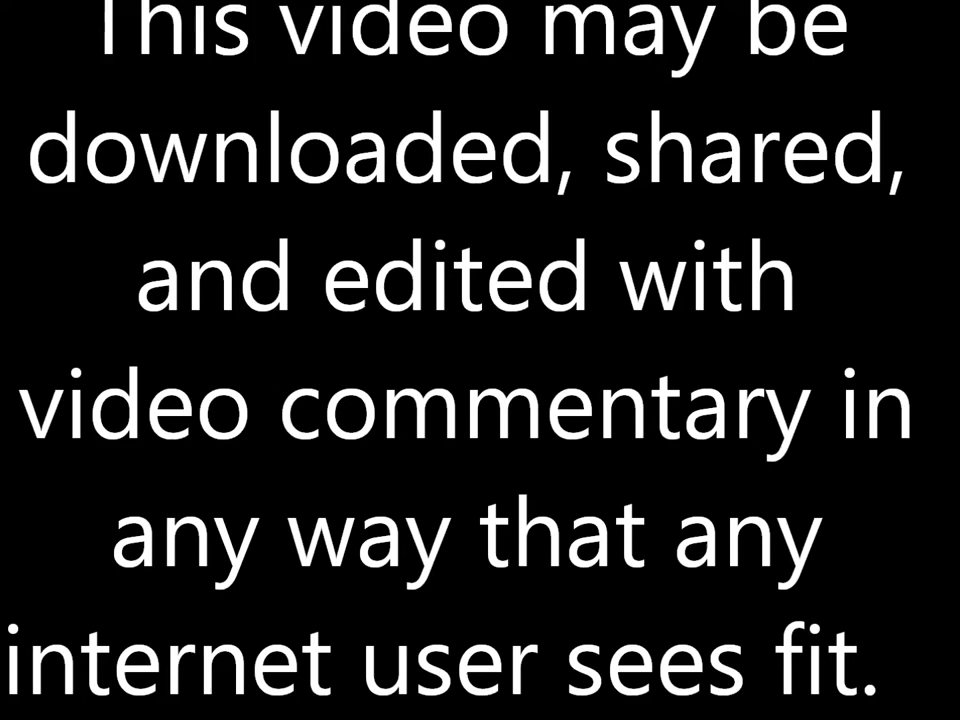 This video may be
downloaded, shared,
and edited with
video commentary in
any way that any
internet user sees fit.